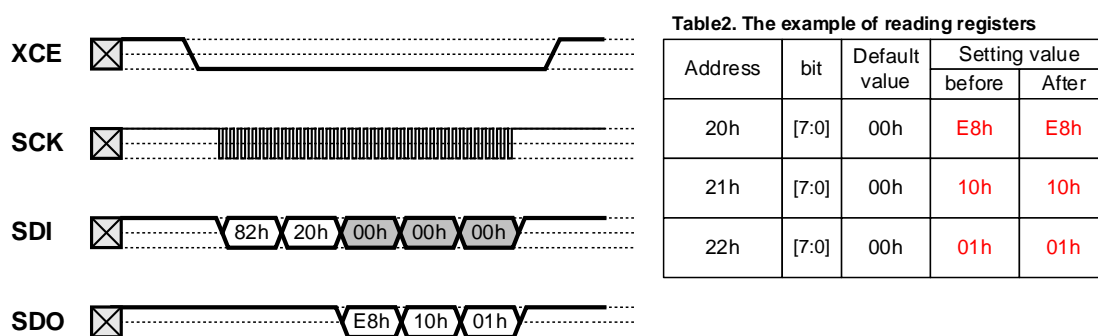 XCE
SCK
SDI
82h 20h 00h 00h 00h
SDO
E8h 10h 01h
Table2. The example of reading registers
Address bit Default value Setting value
before After
20h [7:0] 00h E8h E8h
21h [7:0] 00h 10h 10h
22h [7:0] 00h 01h 01h